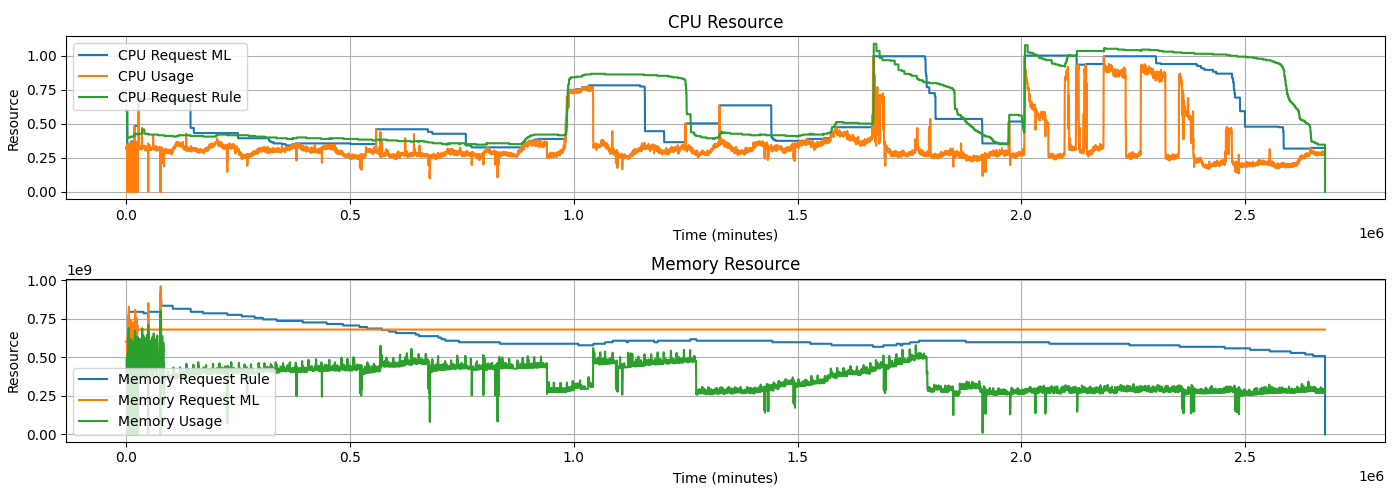 CPU Resource
1.00
0.75
0.50
0.25
0.00
Resource
CPU Request ML
CPU Usage
CPU Request Rule
0.0 0.5 1.0 1.5 2.0 2.5
Time (minutes) 1e6
Memory Resource
1e9
1.00
0.75
0.50
0.25
0.00
Resource
Memory Request Rule
Memory Request ML
Memory Usage
0.0 0.5 1.0 1.5 2.0 2.5
Time (minutes) 1e6